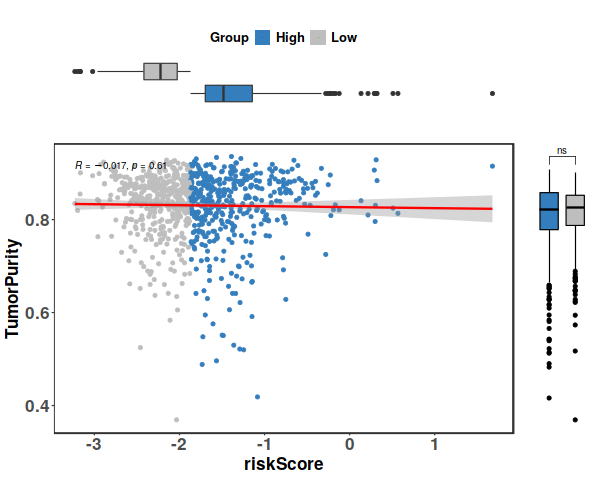 Group High Low
R = −0.017, p = 0.61
ns
TumorPurity
0.8
0.6
0.4
-3 -2 -1 0 1
riskScore